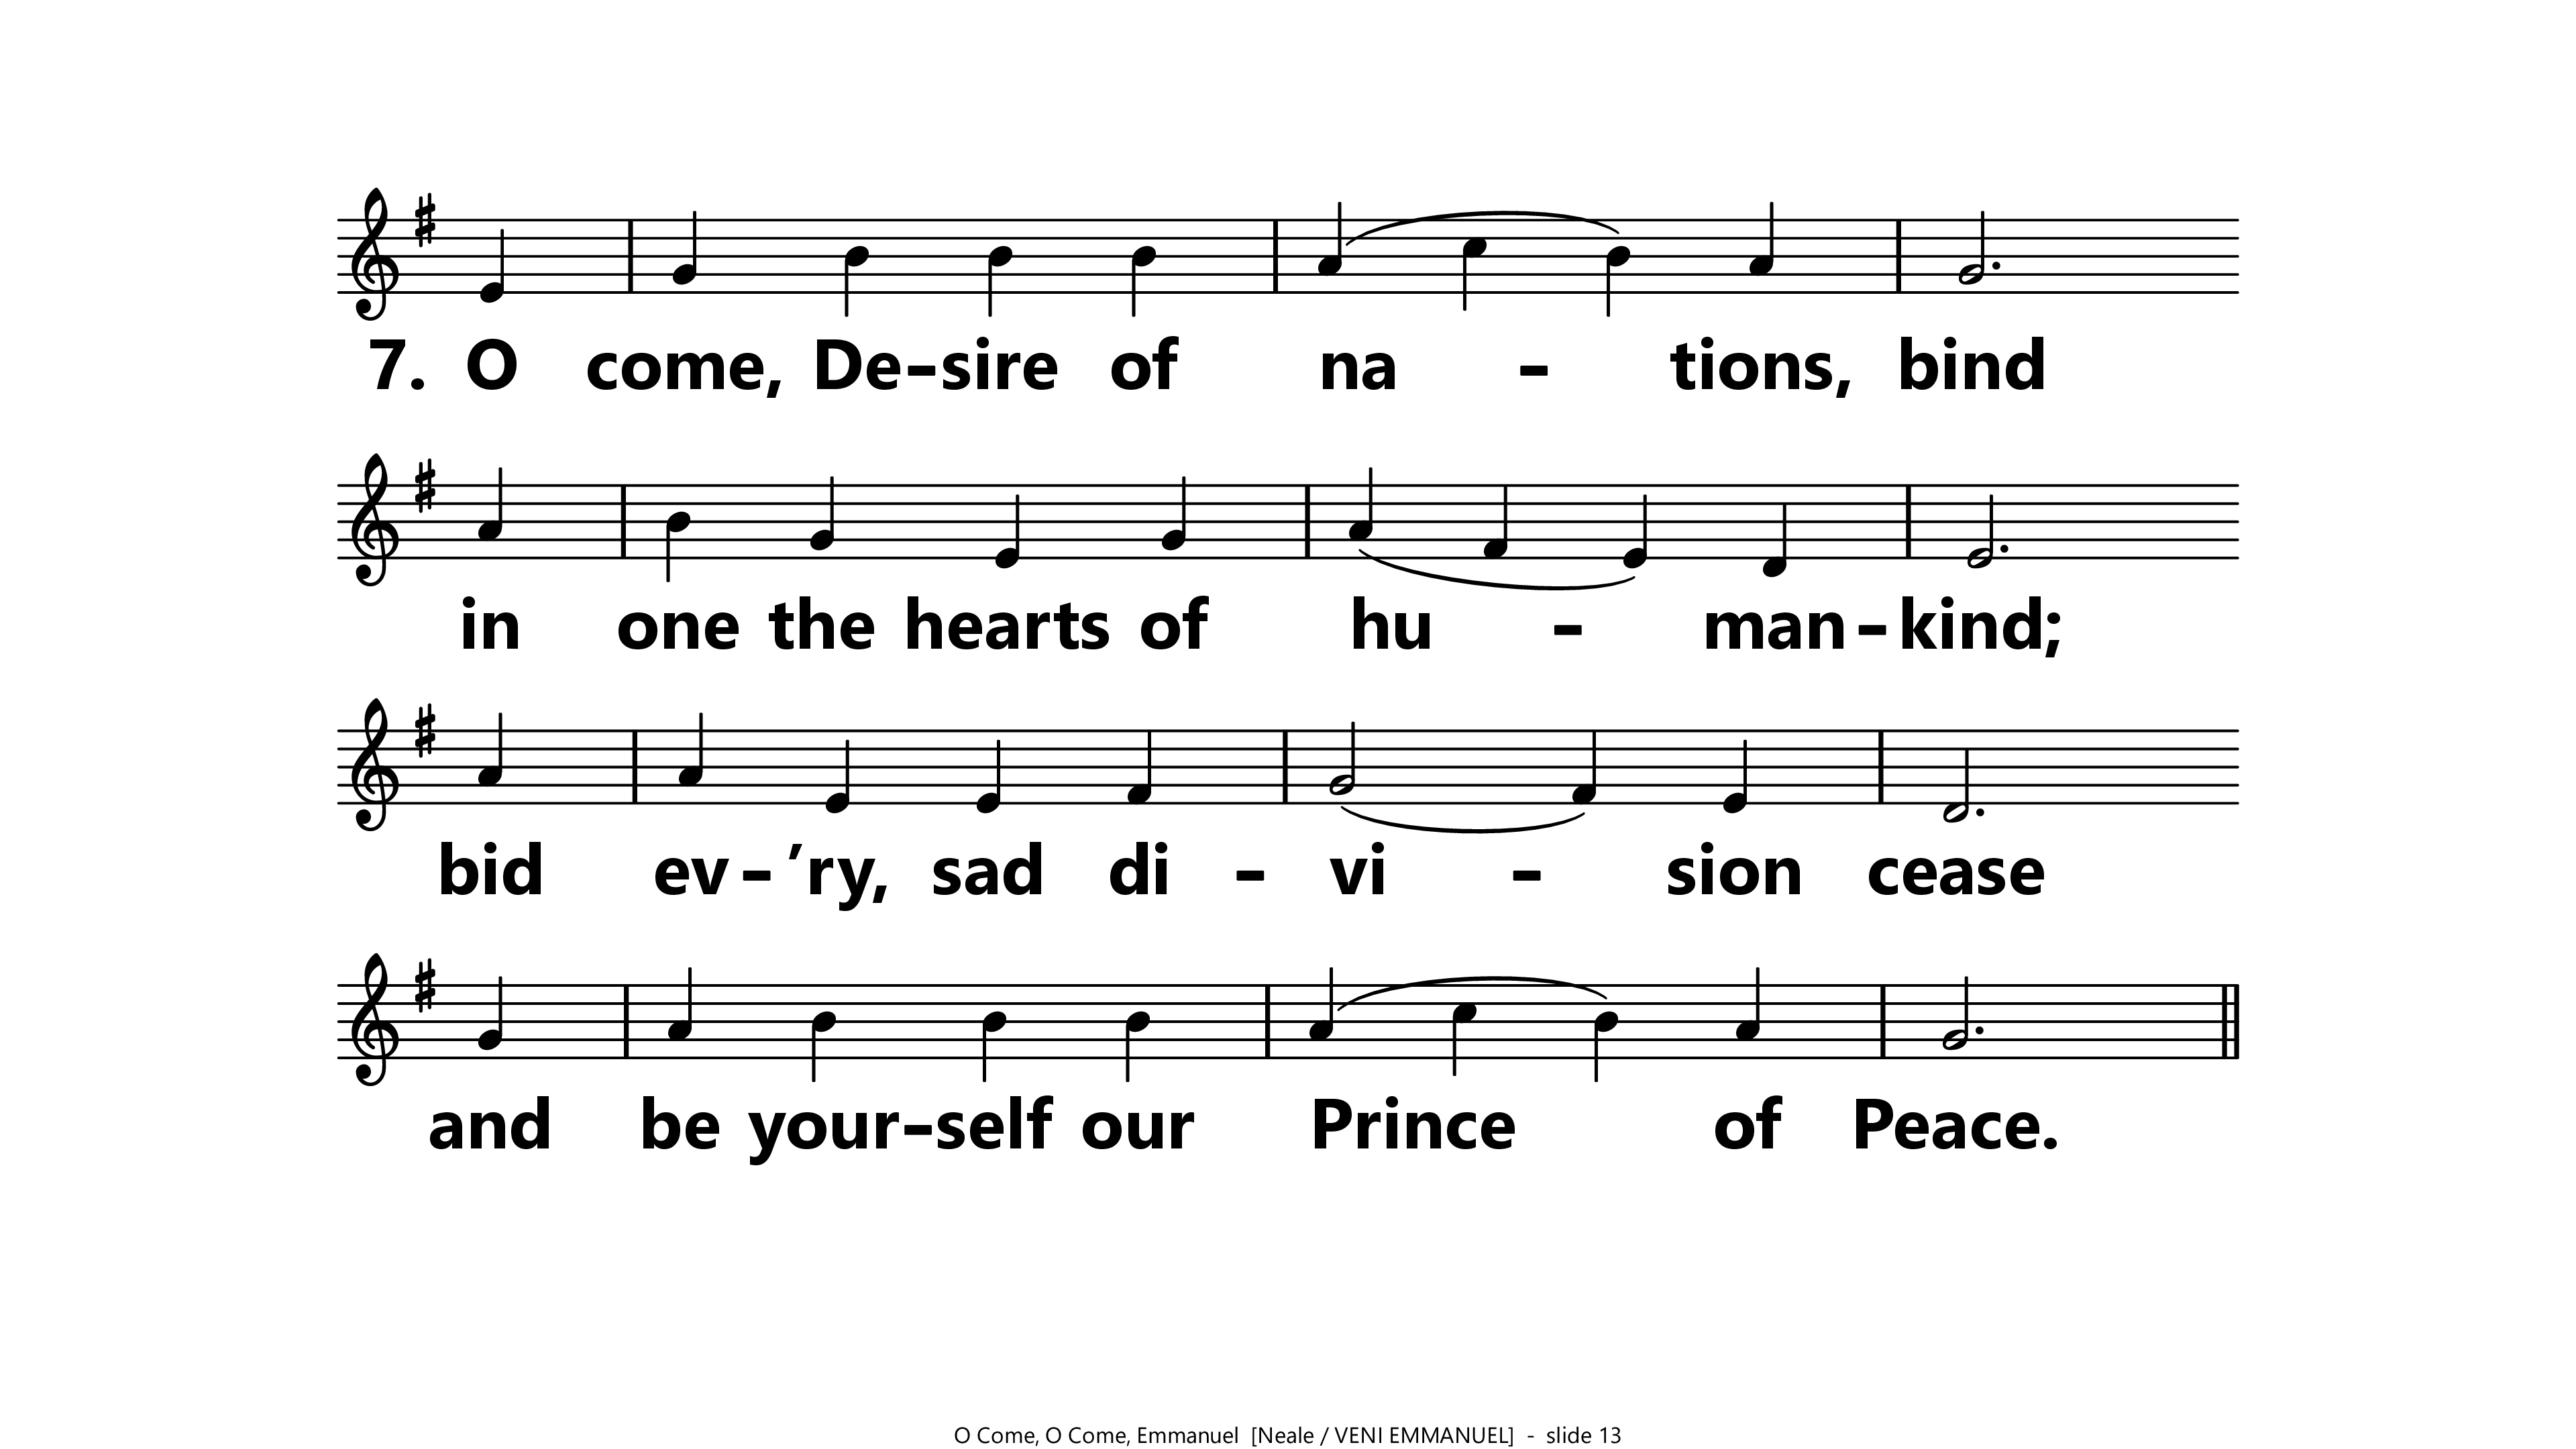 7. O come, De-sire of na - tions, bind
in one the hearts of hu - man-kind;
bid ev-’ry, sad di - vi - sion cease
and be your-self our Prince of Peace.
O Come, O Come, Emmanuel [Neale / VENI EMMANUEL] - slide 13